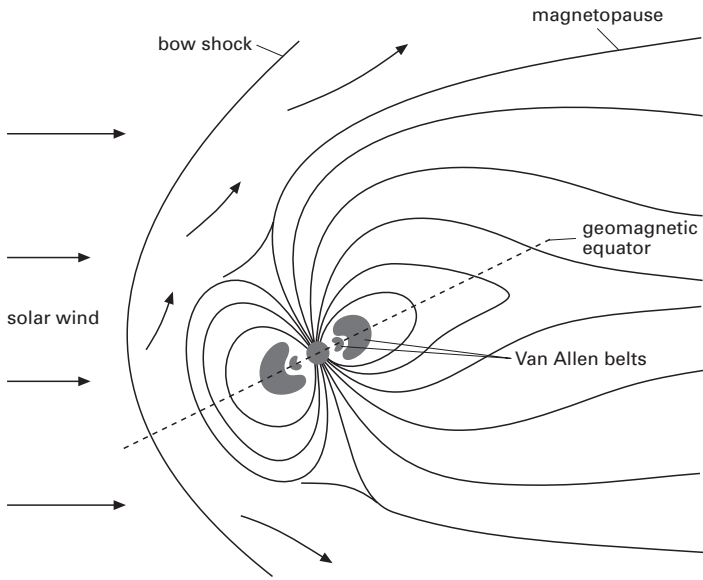 magnetopause
bow shock
geomagnetic
equator
solar wind
Van Allen belts